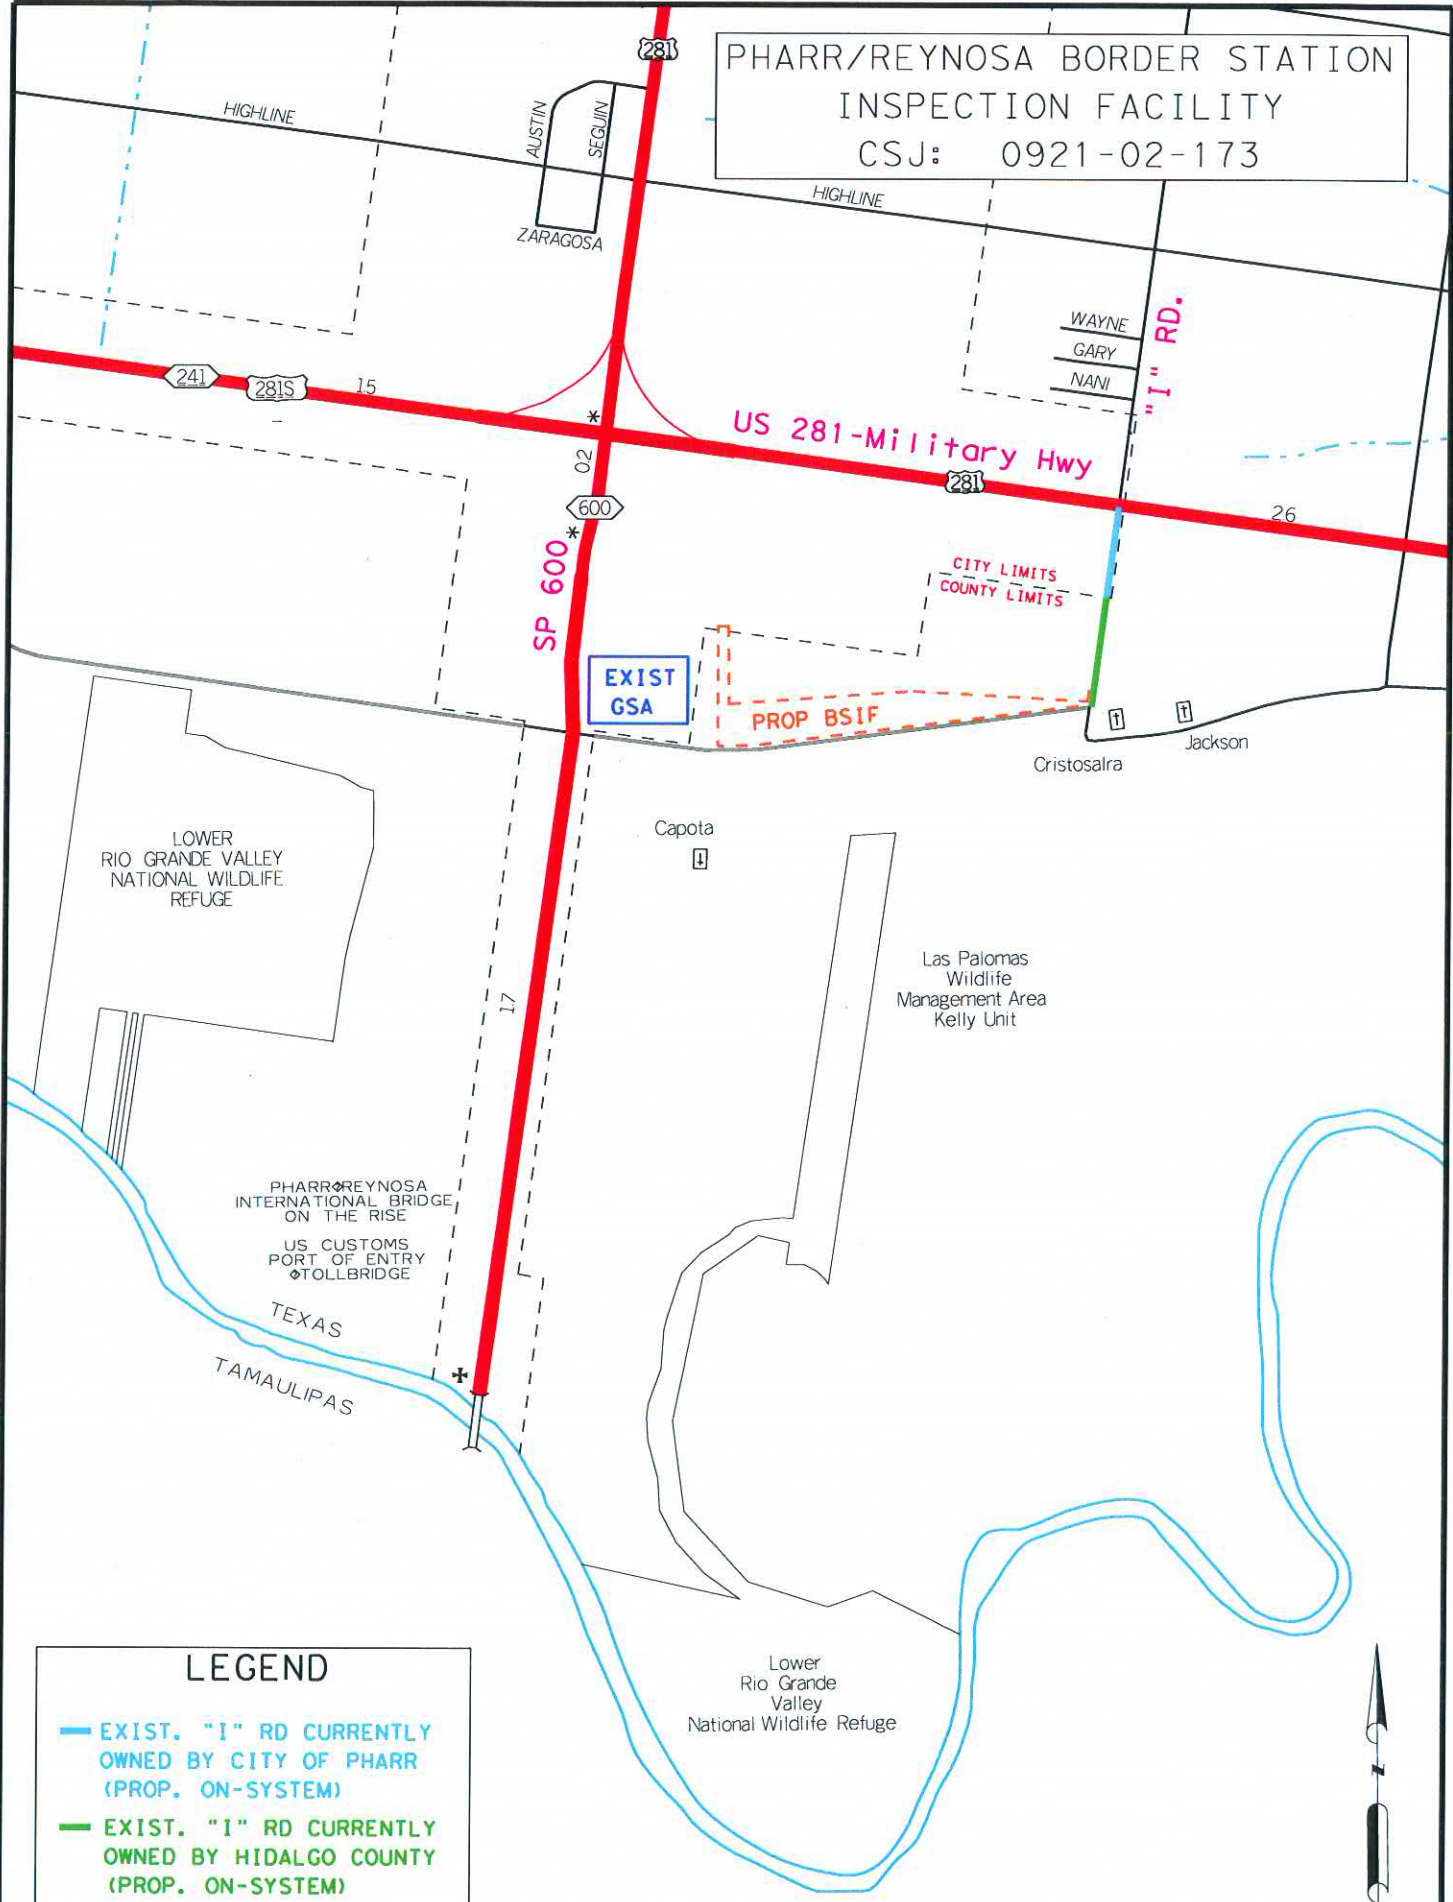 PHARR/REYNOSA BORDER STATION
INSPECTION FACILITY
CSJ: 0921-02-173
281
HIGHLINE
AUSTIN
SEGUIN
ZARAGOSA
HIGHLINE
WAYNE
GARY
NANI
"I" RD.
241
281S
15
US 281-Military Hwy
281
26
02
600
SP 600
CITY LIMITS
COUNTY LIMITS
EXIST
GSA
PROP BSIF
Cristosalra
Jackson
Capota
LOWER
RIO GRANDE VALLEY
NATIONAL WILDLIFE
REFUGE
Las Palomas
Wildlife
Management Area
Kelly Unit
17
PHARR◊REYNOSA
INTERNATIONAL BRIDGE
ON THE RISE
US CUSTOMS
PORT OF ENTRY
◊TOLLBRIDGE
TEXAS
TAMAULIPAS
Lower
Rio Grande
Valley
National Wildlife Refuge
LEGEND
EXIST. "I" RD CURRENTLY
OWNED BY CITY OF PHARR
(PROP. ON-SYSTEM)
EXIST. "I" RD CURRENTLY
OWNED BY HIDALGO COUNTY
(PROP. ON-SYSTEM)
N